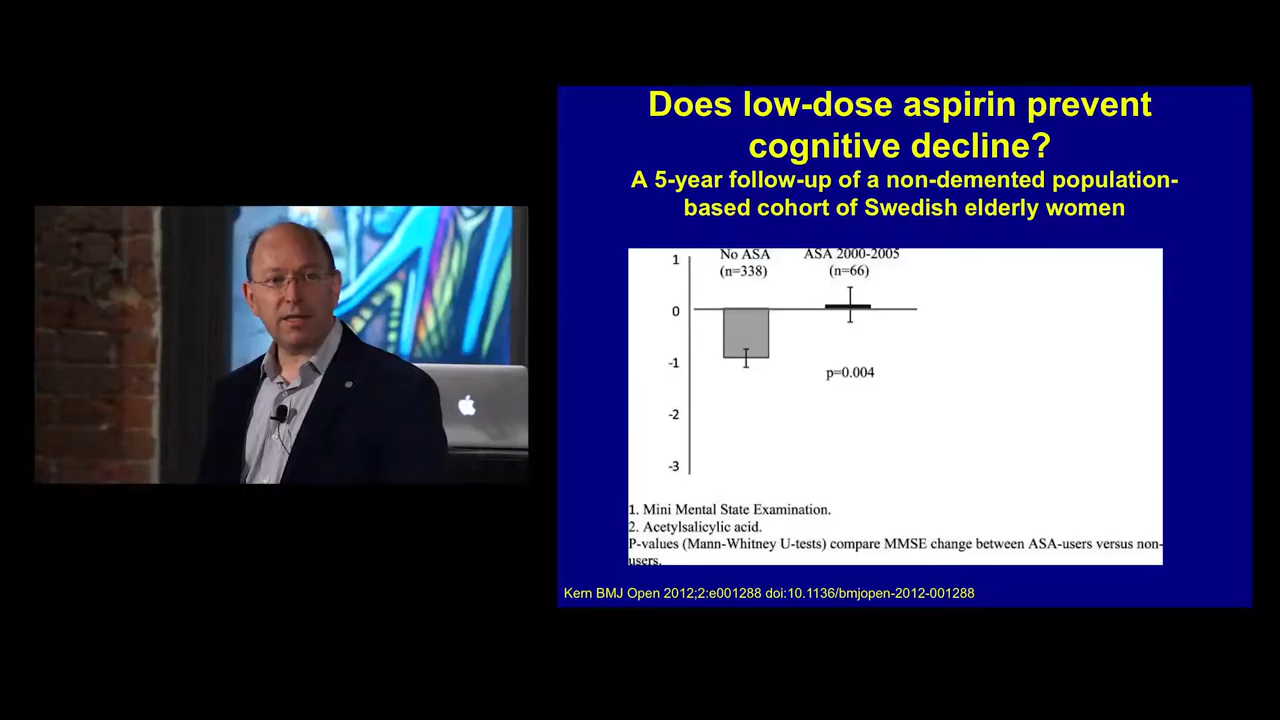 Does low-dose aspirin prevent
cognitive decline?
A 5-year follow-up of a non-demented population-
based cohort of Swedish elderly women
No ASA
(n=338)
ASA 2000-2005
(n=66)
1
0
-1
-2
-3
p=0.004
1. Mini Mental State Examination.
2. Acetylsalicylic acid.
P-values (Mann-Whitney U-tests) compare MMSE change between ASA-users versus non-
users.
Kern BMJ Open 2012;2:e001288 doi:10.1136/bmjopen-2012-001288